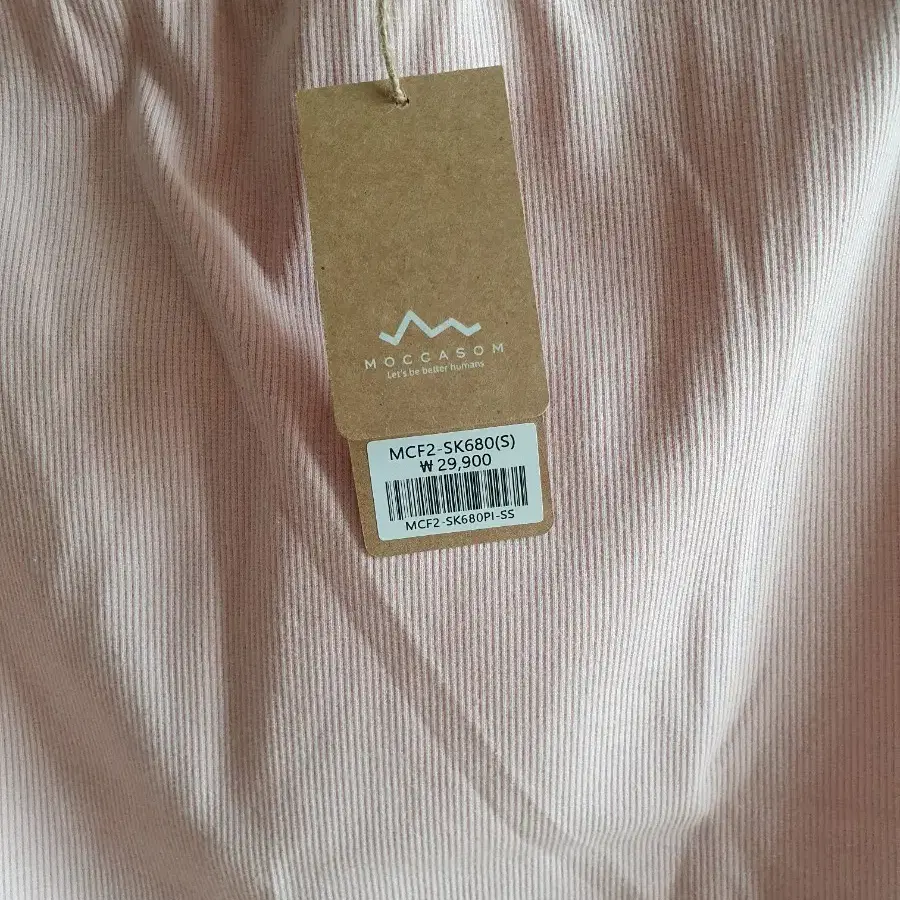 MOCCASOM
Let's be better humans
MCF2-SK680(S)
₩ 29,900
MCF2-SK680PI-SS